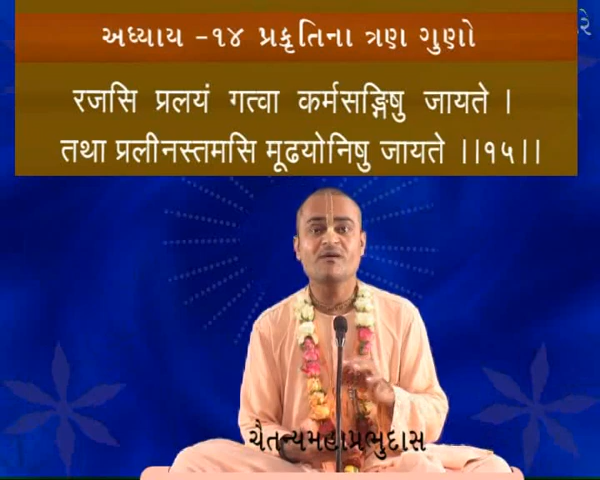 અધ્યાય -૧૪ પ્રકૃતિના ત્રણ ગુણો
रजसि प्रलयं गत्वा कर्मसङ्गिषु जायते ।
तथा प्रलीनस्तमसि मूढयोनिषु जायते ।।१५।।
ચૈતન્યમહાપ્રભુદાસ